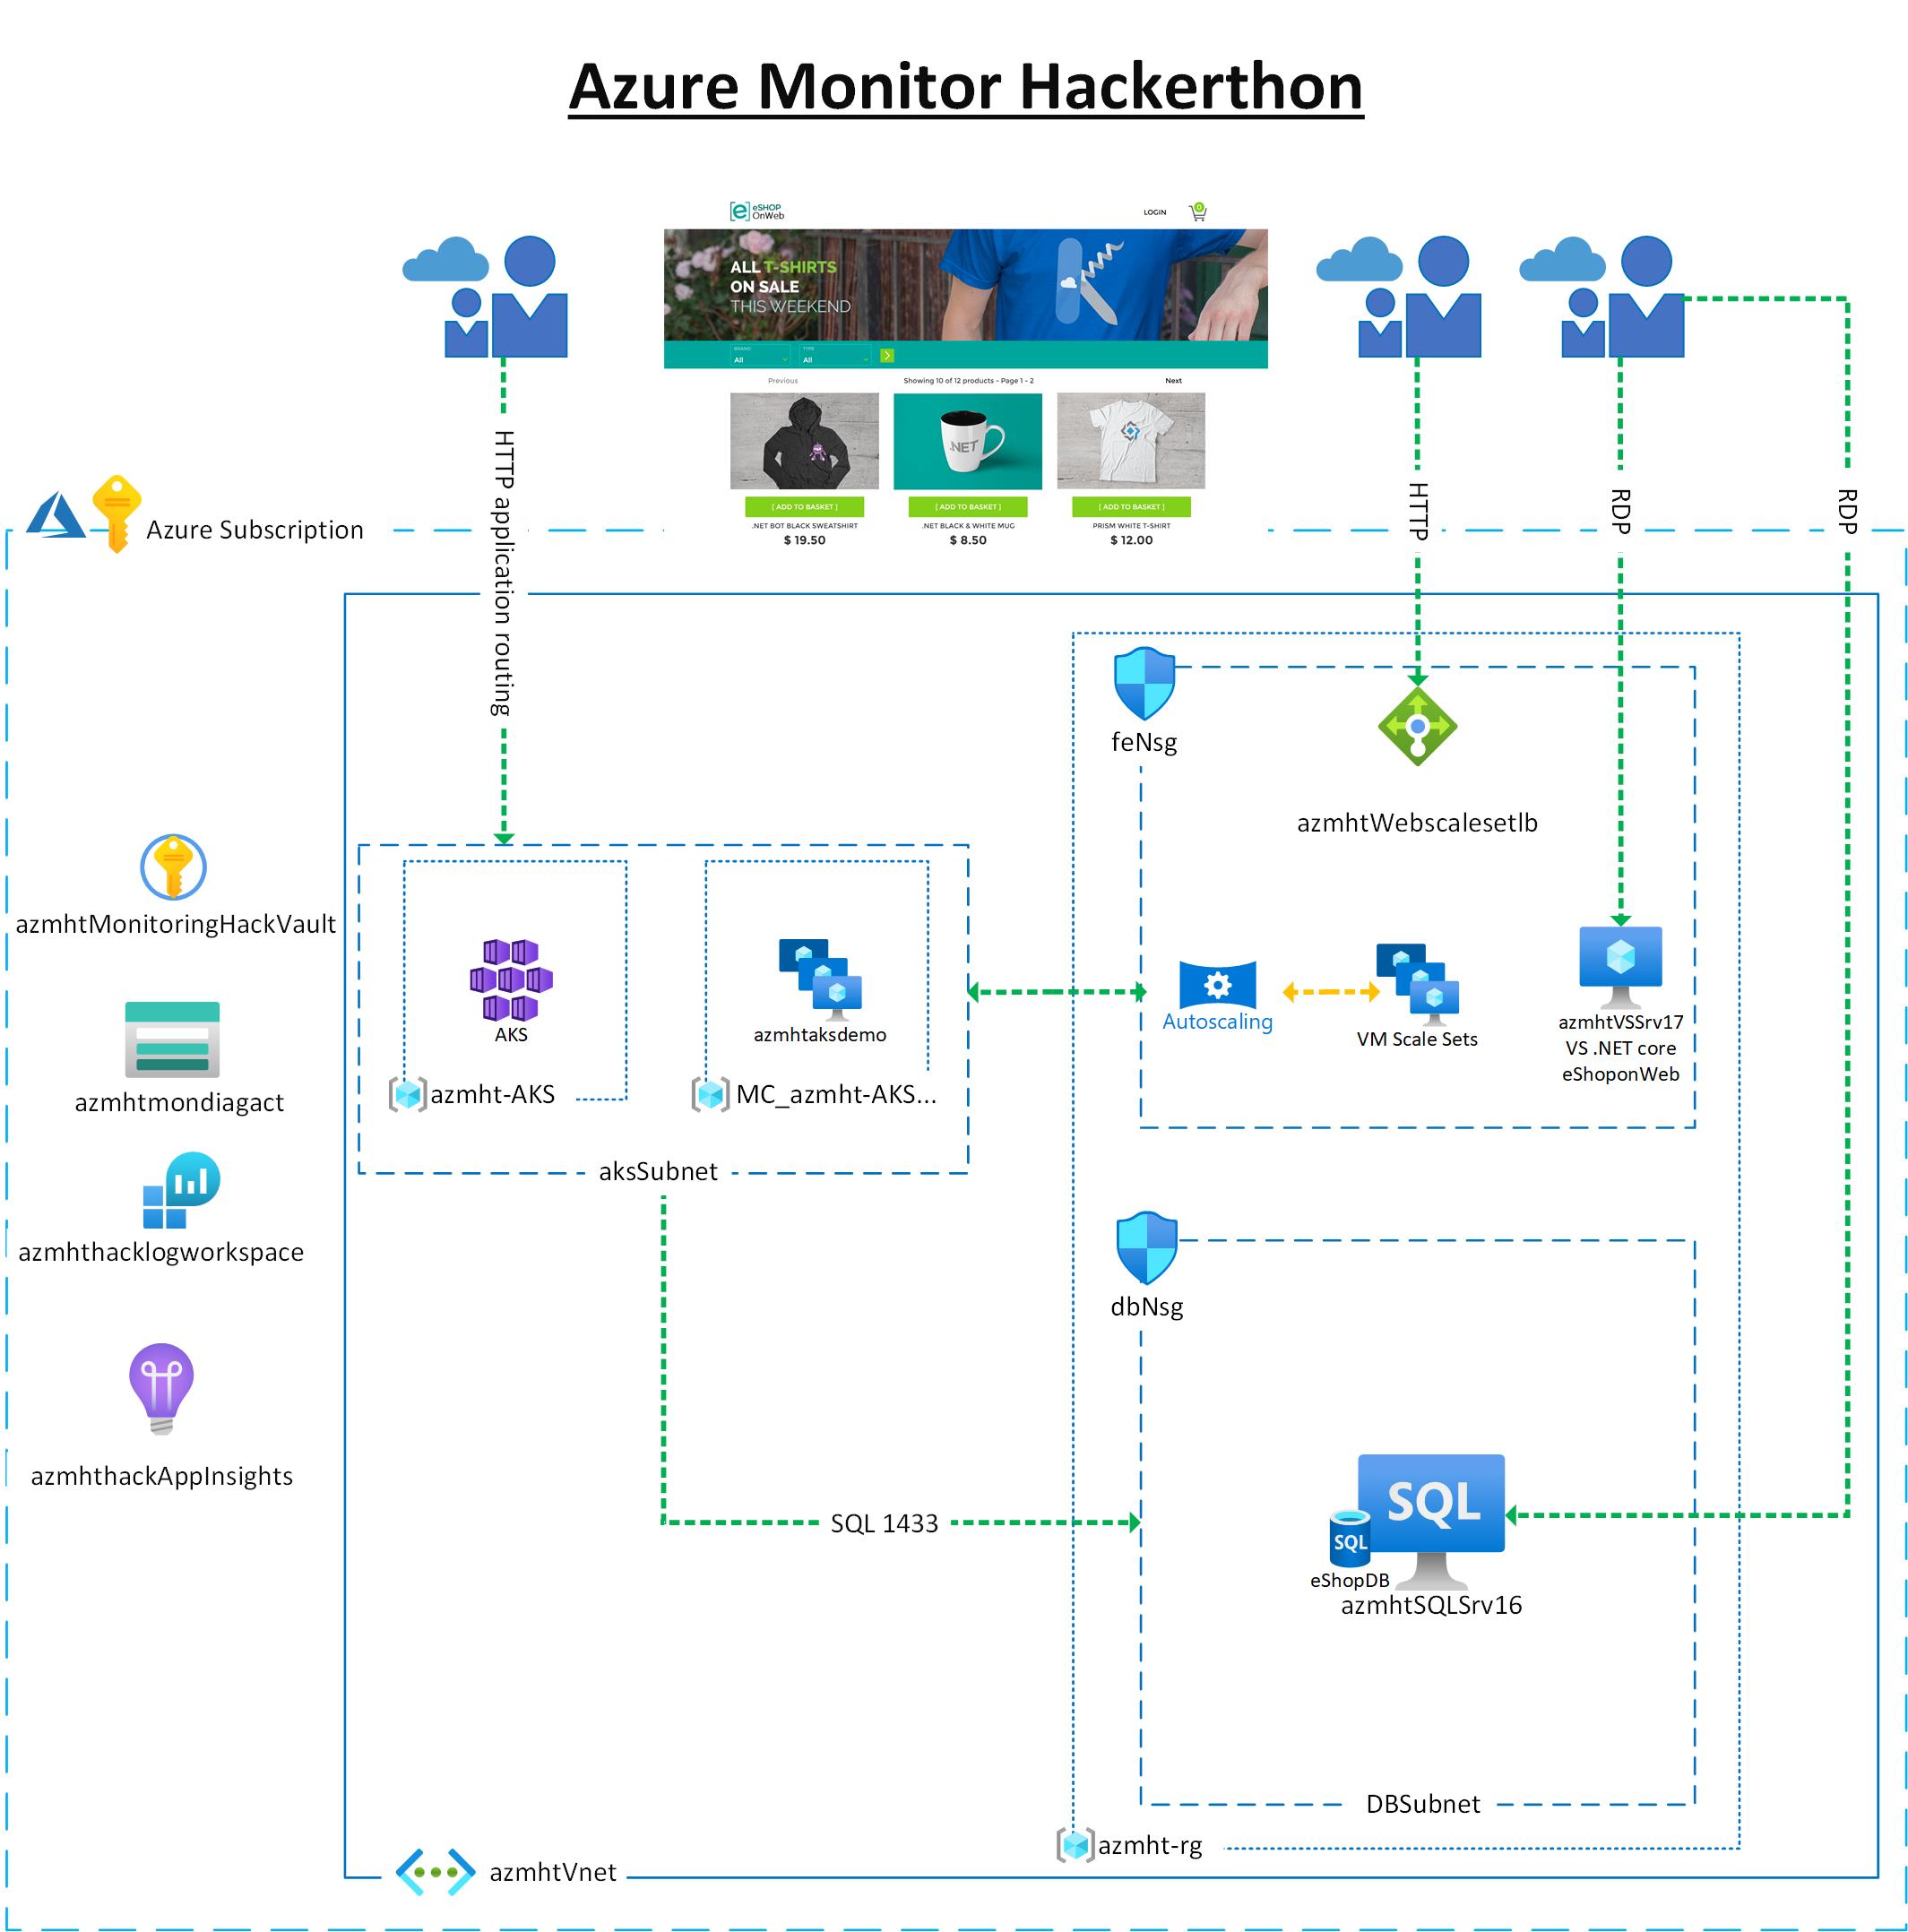 Azure Monitor Hackerthon
eSHOP
OnWeb
LOGIN
0
ALL T-SHIRTS
ON SALE
THIS WEEKEND
BRAND
All
TYPE
All
Previous
Showing 10 of 12 products - Page 1 - 2
Next
.NET
[ ADD TO BASKET ]
[ ADD TO BASKET ]
[ ADD TO BASKET ]
.NET BOT BLACK SWEATSHIRT
.NET BLACK & WHITE MUG
PRISM WHITE T-SHIRT
$ 19.50
$ 8.50
$ 12.00
HTTP application routing
HTTP
RDP
RDP
Azure Subscription
feNsg
azmhtWebscalesetlb
azmhtMonitoringHackVault
azmhtmondiagact
azmhthacklogworkspace
azmhthackAppInsights
AKS
azmhtaksdemo
azmht-AKS
MC_azmht-AKS...
aksSubnet
Autoscaling
VM Scale Sets
azmhtVSSrv17
VS .NET core
eShoponWeb
dbNsg
SQL 1433
SQL
SQL
eShopDB
azmhtSQLSrv16
DBSubnet
azmht-rg
azmhtVnet